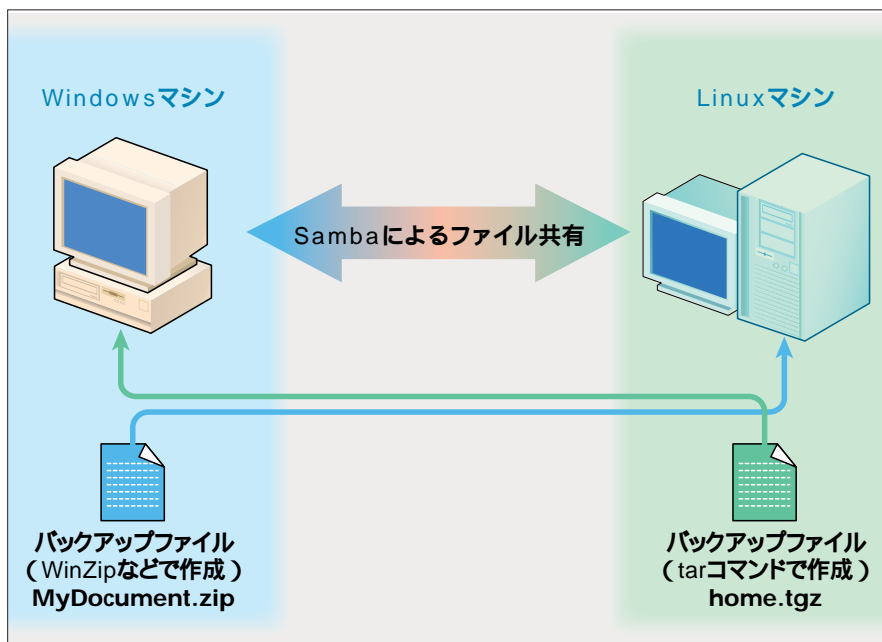 Windowsマシン
Linuxマシン
Sambaによるファイル共有
バックアップファイル
（WinZipなどで作成）
MyDocument.zip
バックアップファイル
（tarコマンドで作成）
home.tgz